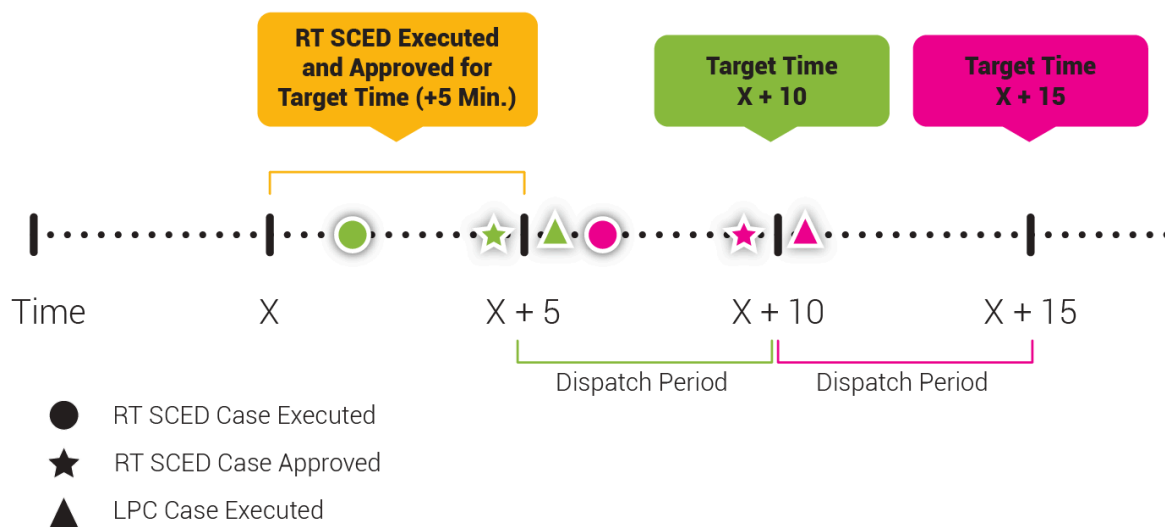 RT SCED Executed
and Approved for
Target Time (+5 Min.)
Target Time
X + 10
Target Time
X + 15
Time
X
X + 5
X + 10
X + 15
Dispatch Period
Dispatch Period
RT SCED Case Executed
RT SCED Case Approved
LPC Case Executed